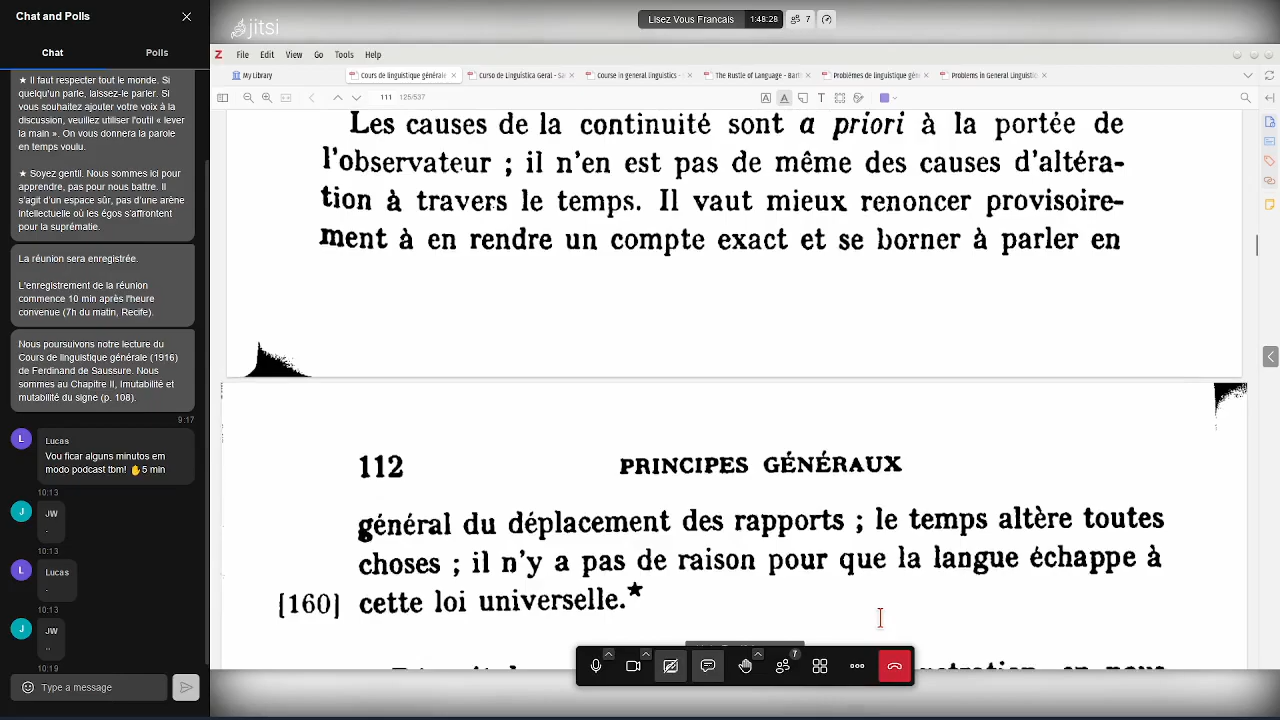 Chat and Polls
Chat
Polls
★ Il faut respecter tout le monde. Si
quelqu'un parle, laissez-le parler. Si
vous souhaitez ajouter votre voix à la
discussion, veuillez utiliser l'outil « lever
la main ». On vous donnera la parole
en temps voulu.
★ Soyez gentil. Nous sommes ici pour
apprendre, pas pour nous battre. Il
s'agit d'un espace sûr, pas d'une arène
intellectuelle où les égos s'affrontent
pour la suprématie.
La réunion sera enregistrée.
L'enregistrement de la réunion
commence 10 min après l'heure
convenue (7h du matin, Recife).
Nous poursuivons notre lecture du
Cours de linguistique générale (1916)
de Ferdinand de Saussure. Nous
sommes au Chapitre II, Imutabilité et
mutabilité du signe (p. 108).
9:17
L
Lucas
Vou ficar alguns minutos em
modo podcast tbm! ✋5 min
10:13
J
JW
.
10:13
L
Lucas
.
10:13
J
JW
..
10:19
Type a message
jitsi
Lisez Vous Francais
1:48:28
7
Z
File Edit View Go Tools Help
My Library
Cours de linguistique générale
Curso de Linguística Geral - sa
Course in general linguistics -
The Rustle of Language - Bart
Problèmes de linguistique gén
Problems in General Linguistic
111 125/537
Les causes de la continuité sont a priori à la portée de
l'observateur ; il n'en est pas de même des causes d'altéra-
tion à travers le temps. Il vaut mieux renoncer provisoire-
ment à en rendre un compte exact et se borner à parler en
112 PRINCIPES GÉNÉRAUX
général du déplacement des rapports ; le temps altère toutes
choses ; il n'y a pas de raison pour que la langue échappe à
[160] cette loi universelle.★
7